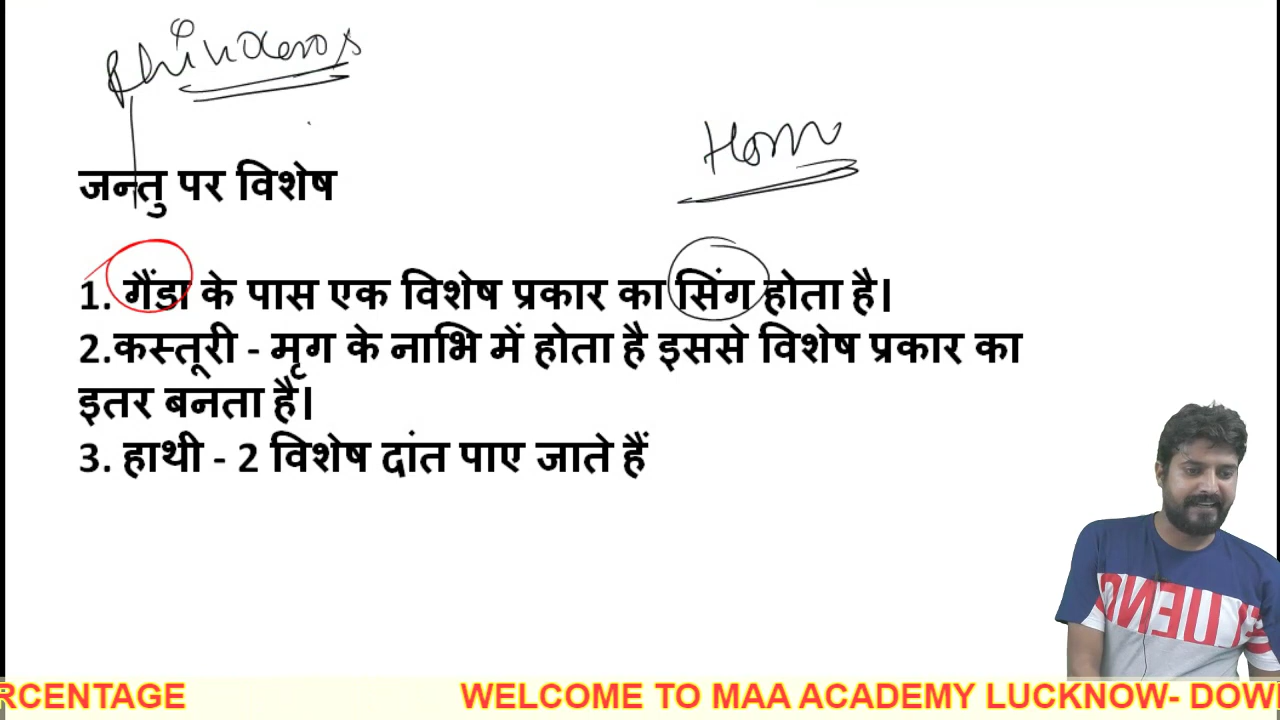 Rhinoceros
Horn
जन्तु पर विशेष
1. गैंडा के पास एक विशेष प्रकार का सिंग होता है।
2.कस्तूरी - मृग के नाभि में होता है इससे विशेष प्रकार का
इतर बनता है।
3. हाथी - 2 विशेष दांत पाए जाते हैं
RCENTAGE WELCOME TO MAA ACADEMY LUCKNOW- DOW